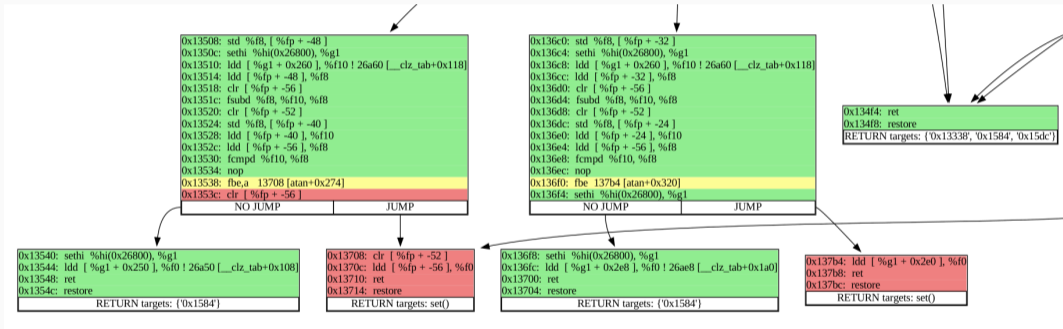 0x13508: std %f8, [ %fp + -48 ]
0x1350c: sethi %hi(0x26800), %g1
0x13510: ldd [ %g1 + 0x260 ], %f10 ! 26a60 [__clz_tab+0x118]
0x13514: ldd [ %fp + -48 ], %f8
0x13518: clr [ %fp + -56 ]
0x1351c: fsubd %f8, %f10, %f8
0x13520: clr [ %fp + -52 ]
0x13524: std %f8, [ %fp + -40 ]
0x13528: ldd [ %fp + -40 ], %f10
0x1352c: ldd [ %fp + -56 ], %f8
0x13530: fcmpd %f10, %f8
0x13534: nop
0x13538: fbe,a 13708 [atan+0x274]
0x1353c: clr [ %fp + -56 ]
NO JUMP
JUMP
0x136c0: std %f8, [ %fp + -32 ]
0x136c4: sethi %hi(0x26800), %g1
0x136c8: ldd [ %g1 + 0x260 ], %f10 ! 26a60 [__clz_tab+0x118]
0x136cc: ldd [ %fp + -32 ], %f8
0x136d0: clr [ %fp + -56 ]
0x136d4: fsubd %f8, %f10, %f8
0x136d8: clr [ %fp + -52 ]
0x136dc: std %f8, [ %fp + -24 ]
0x136e0: ldd [ %fp + -24 ], %f10
0x136e4: ldd [ %fp + -56 ], %f8
0x136e8: fcmpd %f10, %f8
0x136ec: nop
0x136f0: fbe 137b4 [atan+0x320]
0x136f4: sethi %hi(0x26800), %g1
NO JUMP
JUMP
0x134f4: ret
0x134f8: restore
RETURN targets: {'0x13338', '0x1584', '0x15dc'}
0x13540: sethi %hi(0x26800), %g1
0x13544: ldd [ %g1 + 0x250 ], %f0 ! 26a50 [__clz_tab+0x108]
0x13548: ret
0x1354c: restore
RETURN targets: {'0x1584'}
0x13708: clr [ %fp + -52 ]
0x1370c: ldd [ %fp + -56 ], %f0
0x13710: ret
0x13714: restore
RETURN targets: set()
0x136f8: sethi %hi(0x26800), %g1
0x136fc: ldd [ %g1 + 0x2e8 ], %f0 ! 26ae8 [__clz_tab+0x1a0]
0x13700: ret
0x13704: restore
RETURN targets: {'0x1584'}
0x137b4: ldd [ %g1 + 0x2e0 ], %f0
0x137b8: ret
0x137bc: restore
RETURN targets: set()